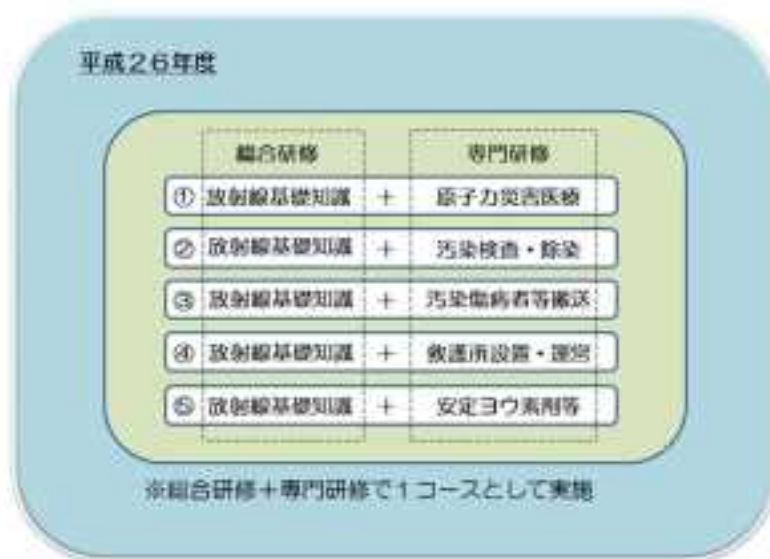 平成26年度
総合研修 専門研修
① 放射線基礎知識 + 原子力災害医療
② 放射線基礎知識 + 汚染検査・除染
③ 放射線基礎知識 + 汚染傷病者等搬送
④ 放射線基礎知識 + 救護所設置・運営
⑤ 放射線基礎知識 + 安定ヨウ素剤等
※総合研修+専門研修で1コースとして実施